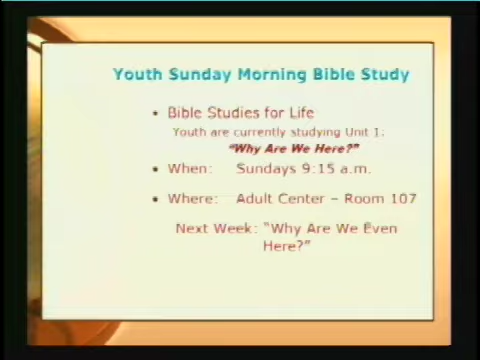 Youth Sunday Morning Bible Study
• Bible Studies for Life
Youth are currently studying Unit 1:
"Why Are We Here?"
• When: Sundays 9:15 a.m.
• Where: Adult Center – Room 107
Next Week: "Why Are We Even
Here?"